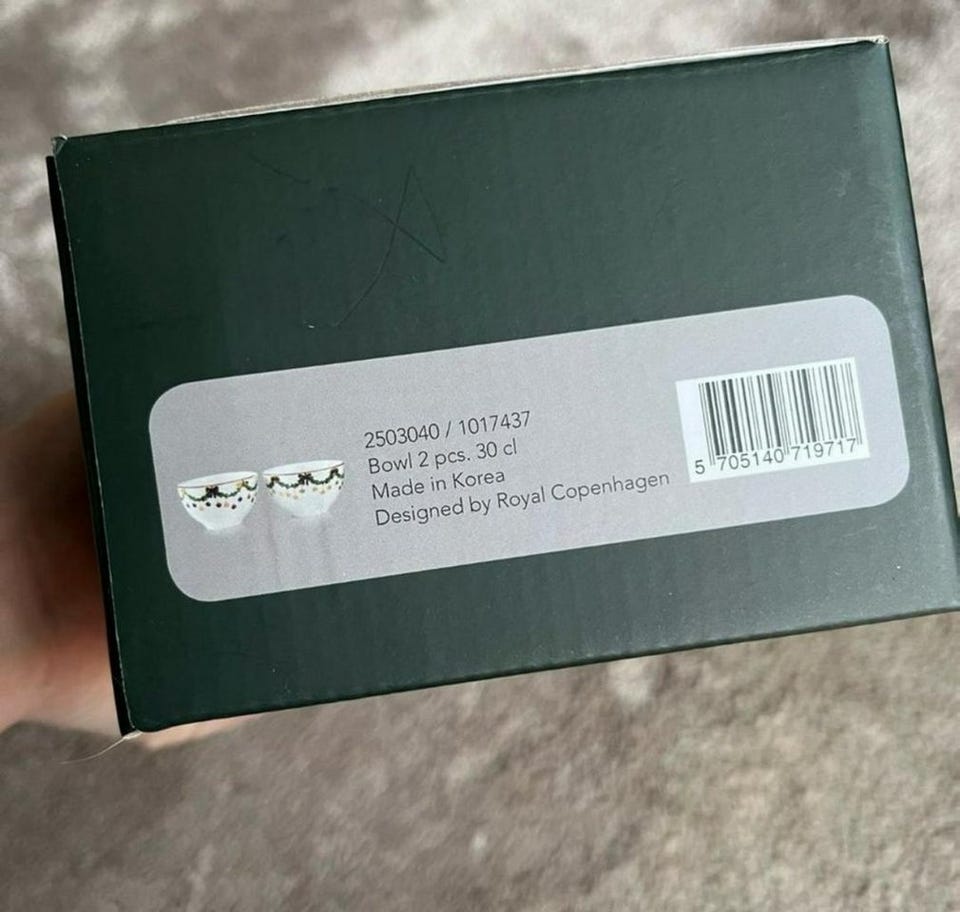 2503040 / 1017437
Bowl 2 pcs. 30 cl
Made in Korea
Designed by Royal Copenhagen
5 705140 719717